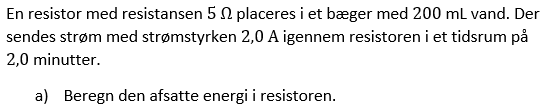 En resistor med resistansen 5 Ω placeres i et bæger med 200 mL vand. Der
sendes strøm med strømstyrken 2,0 A igennem resistoren i et tidsrum på
2,0 minutter.
a) Beregn den afsatte energi i resistoren.